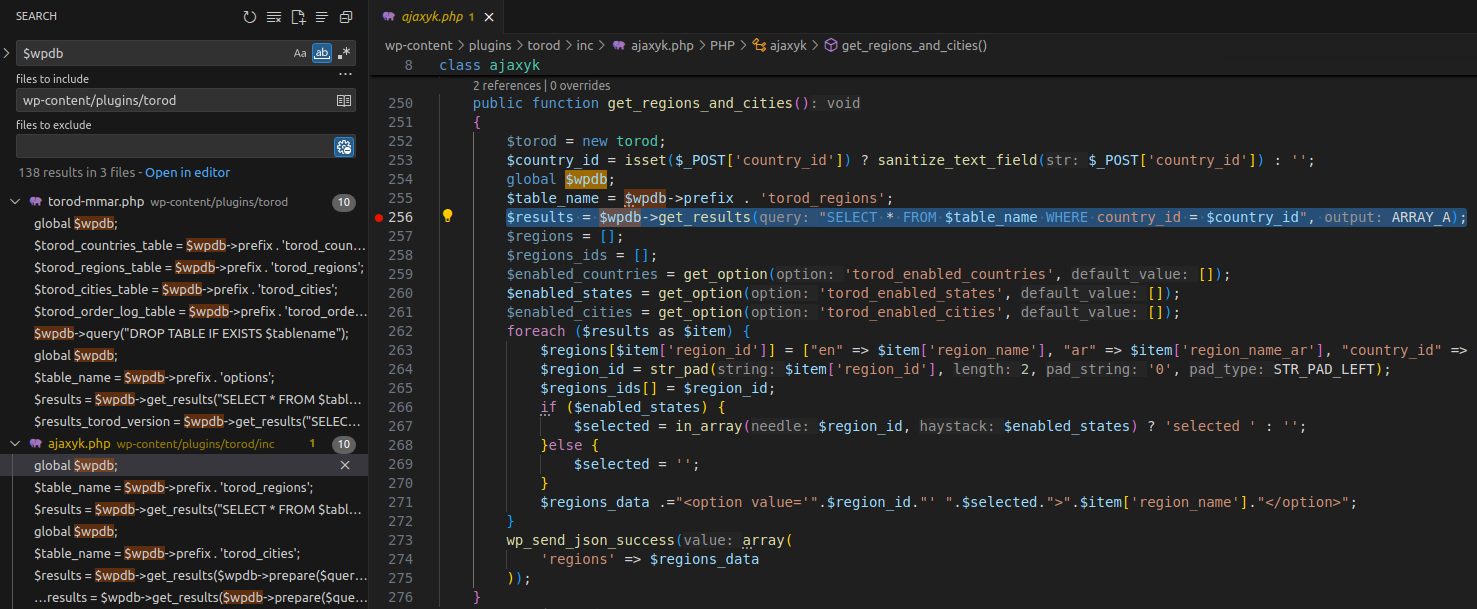 SEARCH
$wpdb
Aa ab .*
files to include
wp-content/plugins/torod
files to exclude
138 results in 3 files - Open in editor
torod-mmar.php wp-content/plugins/torod 10
global $wpdb;
$torod_countries_table = $wpdb->prefix . 'torod_coun...
$torod_regions_table = $wpdb->prefix . 'torod_regions';
$torod_cities_table = $wpdb->prefix . 'torod_cities';
$torod_order_log_table = $wpdb->prefix . 'torod_orde...
$wpdb->query("DROP TABLE IF EXISTS $tablename");
global $wpdb;
$table_name = $wpdb->prefix . 'options';
$results = $wpdb->get_results("SELECT * FROM $tabl...
$results_torod_version = $wpdb->get_results("SELEC...
ajaxyk.php wp-content/plugins/torod/inc 1 10
global $wpdb;
$table_name = $wpdb->prefix . 'torod_regions';
$results = $wpdb->get_results("SELECT * FROM $tabl...
global $wpdb;
$table_name = $wpdb->prefix . 'torod_cities';
$results = $wpdb->get_results($wpdb->prepare($quer...
...results = $wpdb->get_results($wpdb->prepare($que...
ajaxyk.php 1
wp-content > plugins > torod > inc > ajaxyk.php > PHP > ajaxyk > get_regions_and_cities()
8 class ajaxyk
2 references | 0 overrides
250 public function get_regions_and_cities(): void
251 {
252 $torod = new torod;
253 $country_id = isset($_POST['country_id']) ? sanitize_text_field(str: $_POST['country_id']) : '';
254 global $wpdb;
255 $table_name = $wpdb->prefix . 'torod_regions';
256 $results = $wpdb->get_results(query: "SELECT * FROM $table_name WHERE country_id = $country_id", output: ARRAY_A);
257 $regions = [];
258 $regions_ids = [];
259 $enabled_countries = get_option(option: 'torod_enabled_countries', default_value: []);
260 $enabled_states = get_option(option: 'torod_enabled_states', default_value: []);
261 $enabled_cities = get_option(option: 'torod_enabled_cities', default_value: []);
262 foreach ($results as $item) {
263 $regions[$item['region_id']] = ["en" => $item['region_name'], "ar" => $item['region_name_ar'], "country_id" =>
264 $region_id = str_pad(string: $item['region_id'], length: 2, pad_string: '0', pad_type: STR_PAD_LEFT);
265 $regions_ids[] = $region_id;
266 if ($enabled_states) {
267 $selected = in_array(needle: $region_id, haystack: $enabled_states) ? 'selected ' : '';
268 }else {
269 $selected = '';
270 }
271 $regions_data .="<option value='".$region_id."' ".$selected.">".$item['region_name']."</option>";
272 }
273 wp_send_json_success(value: array(
274 'regions' => $regions_data
275 ));
276 }